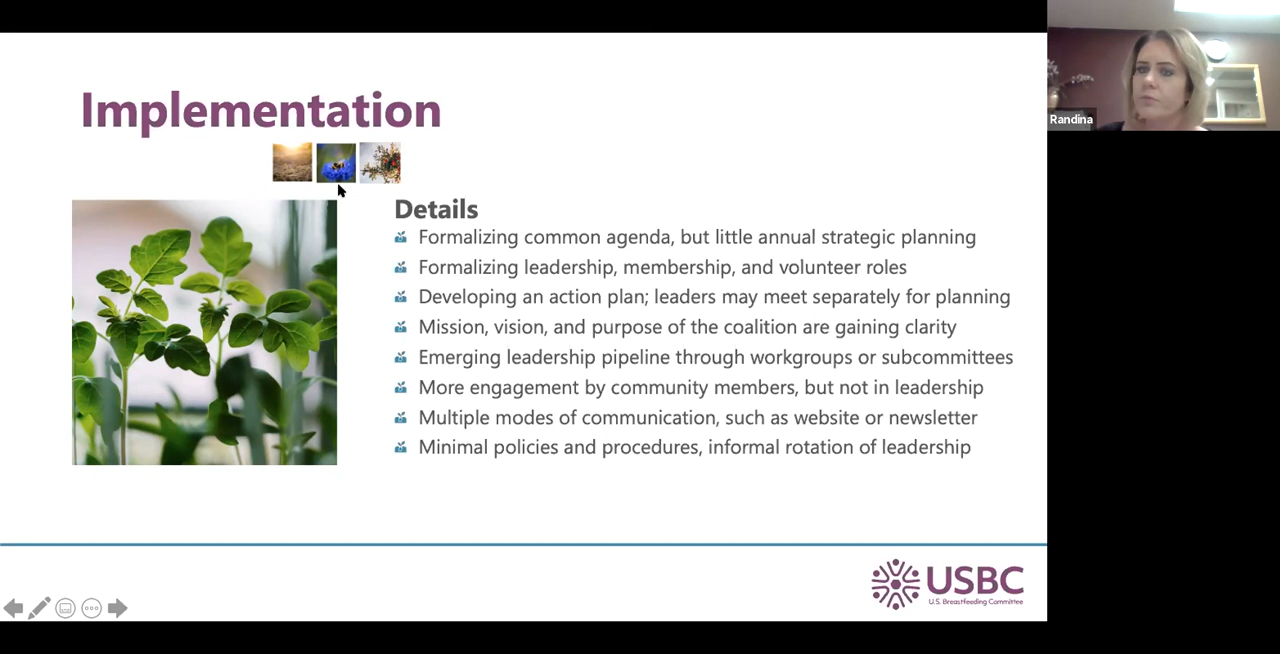 Implementation
Details
Formalizing common agenda, but little annual strategic planning
Formalizing leadership, membership, and volunteer roles
Developing an action plan; leaders may meet separately for planning
Mission, vision, and purpose of the coalition are gaining clarity
Emerging leadership pipeline through workgroups or subcommittees
More engagement by community members, but not in leadership
Multiple modes of communication, such as website or newsletter
Minimal policies and procedures, informal rotation of leadership
USBC
U.S. Breastfeeding Committee
Randina